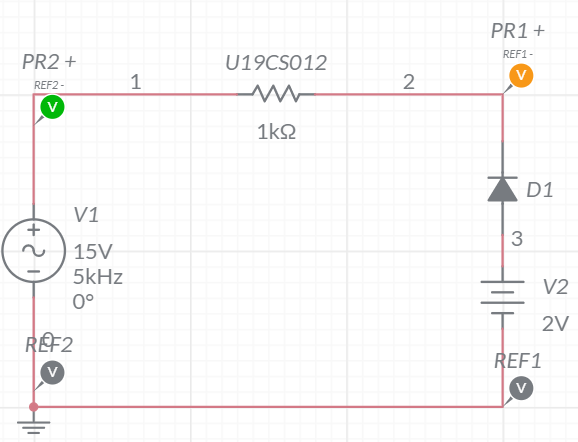 PR1 +
REF1-
V
PR2 +
REF2-
V
1
U19CS012
2
1kΩ
D1
V1
15V
5kHz
0°
3
V2
2V
0
REF2
V
REF1
V